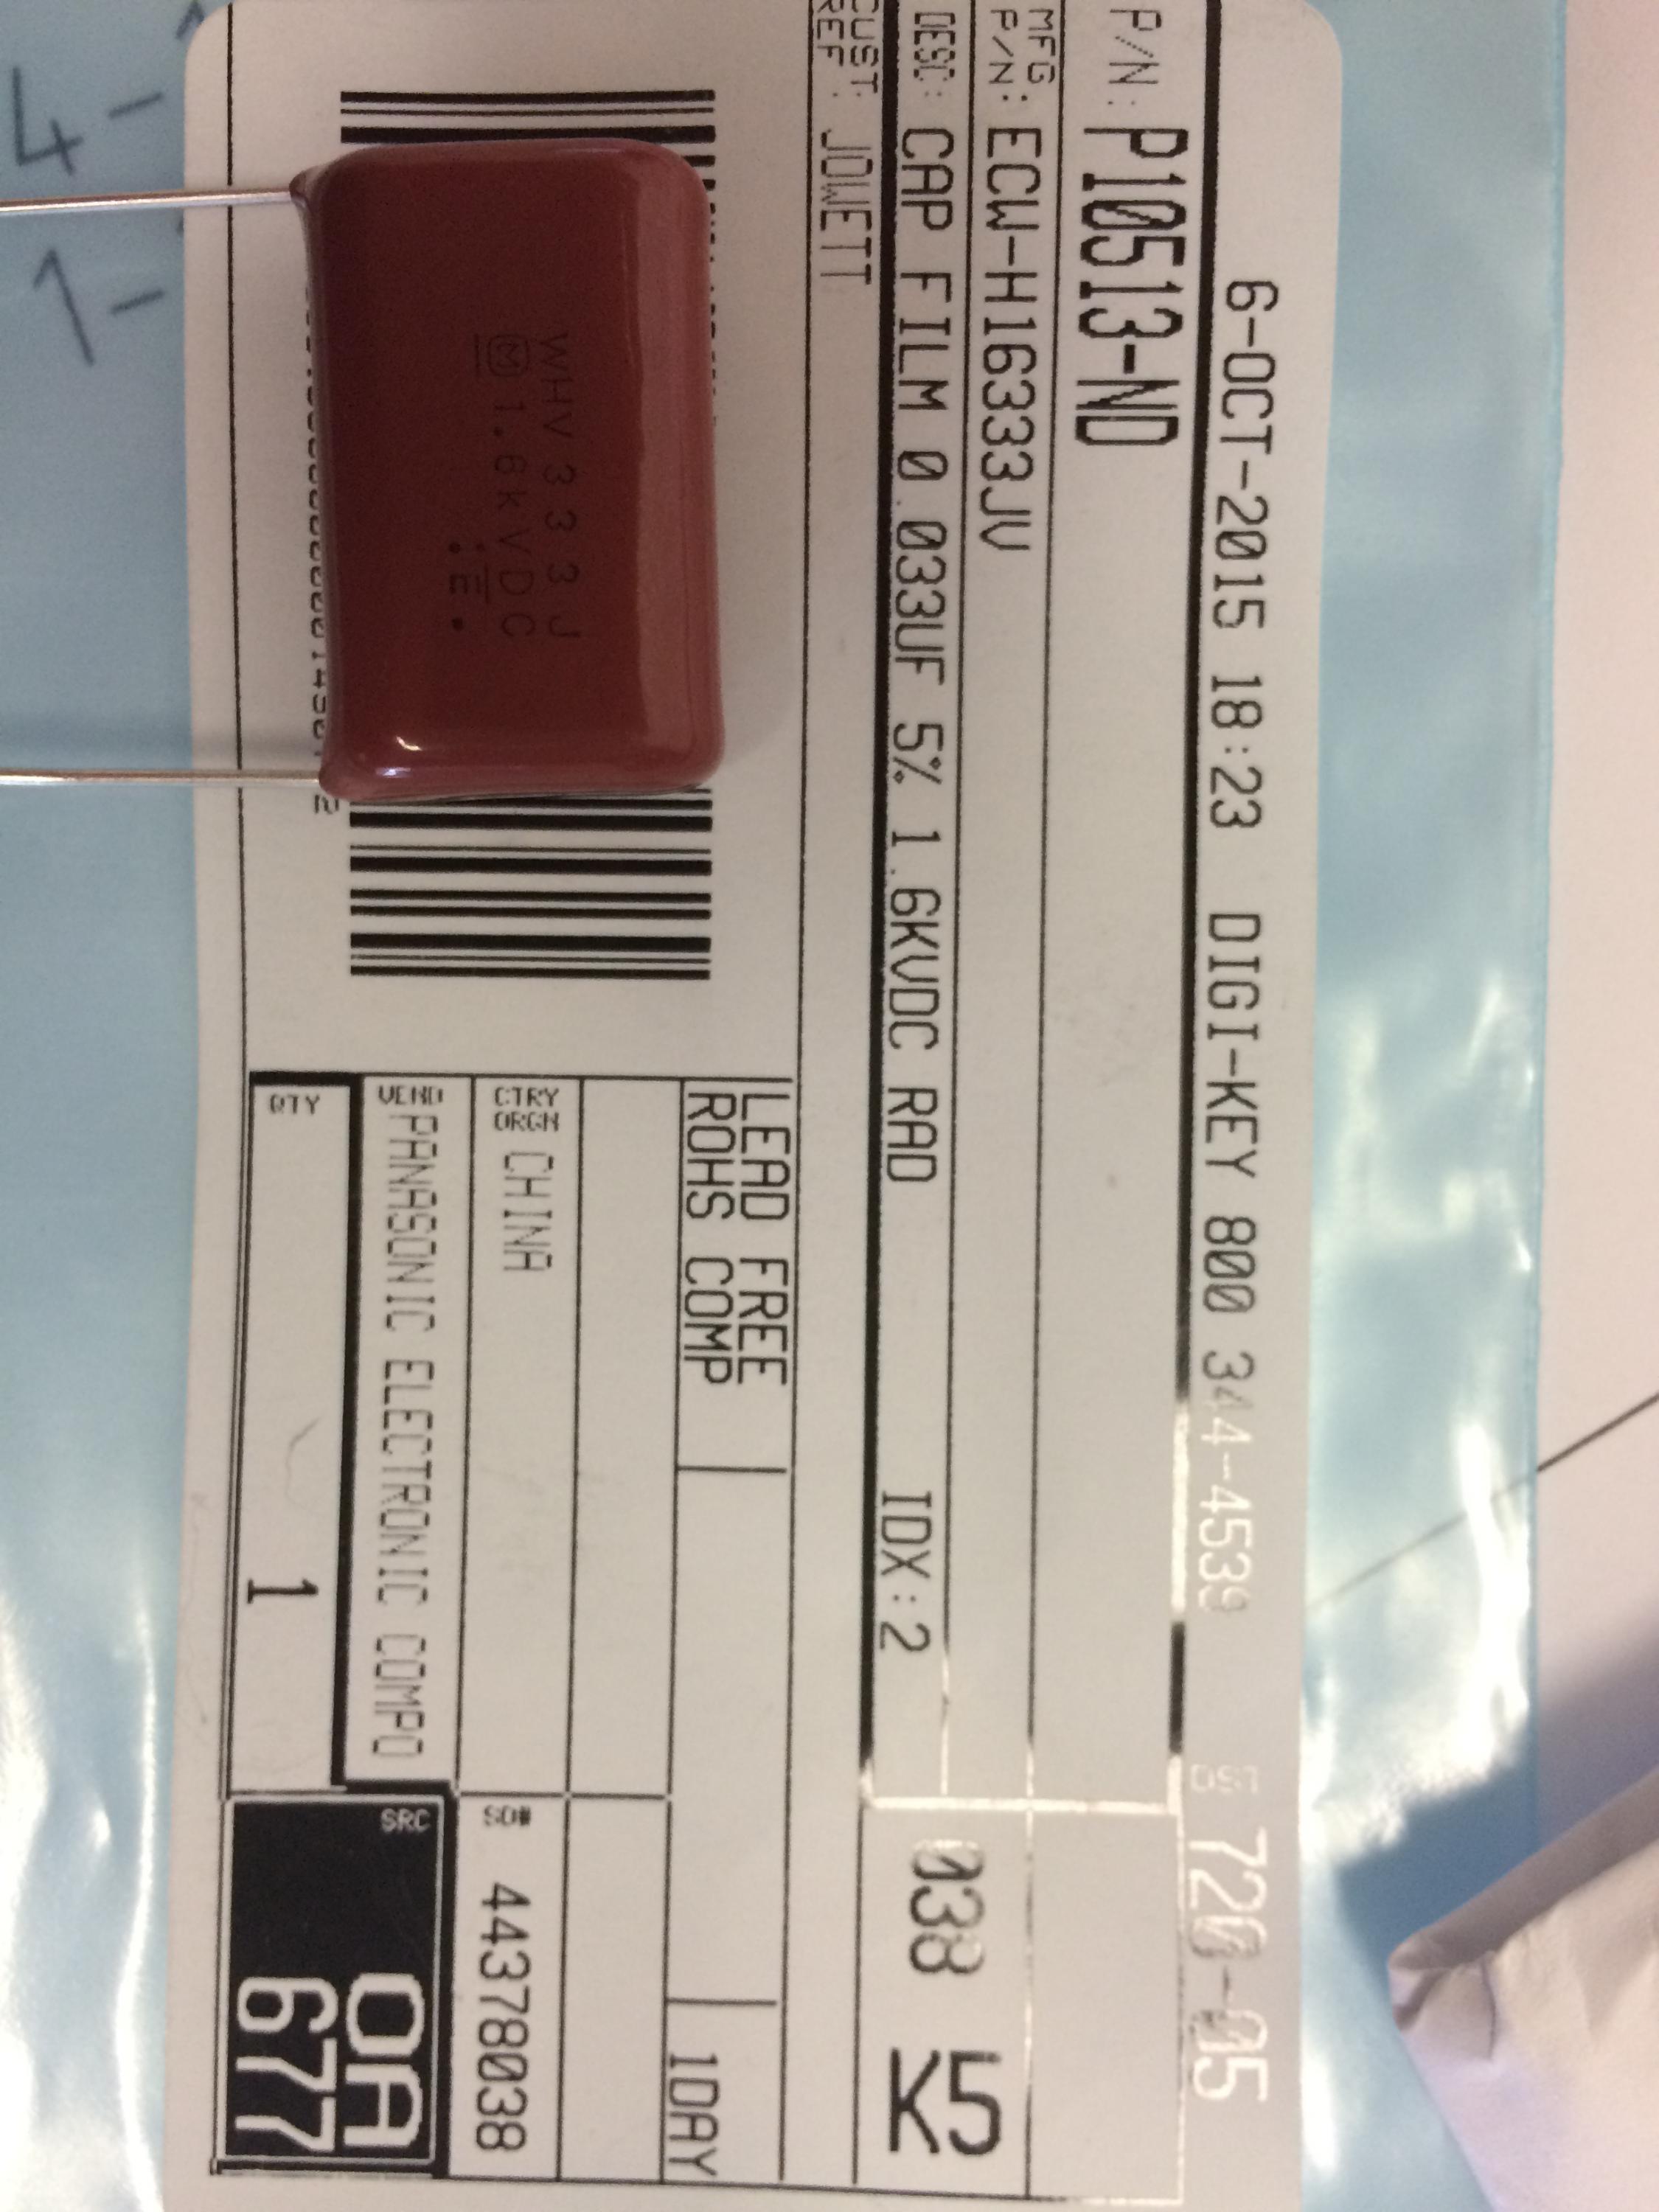 6-OCT-2015 18:23 DIGI-KEY 800 344-4539 720-05
P/N: P10513-ND
MFG P/N: ECW-H16333JV
DESC: CAP FILM 0.033UF 5% 1.6KVDC RAD IDX:2
038
K5
CUST REF: JOWETT
LEAD FREE
ROHS COMP
1DAY
CTRY
ORGN CHINA
SO# 44378038
VEND PANASONIC ELECTRONIC COMPO
QTY 1
SRC
OA
677
WHV 333J
M 1.6kVDC
E
4-
1-